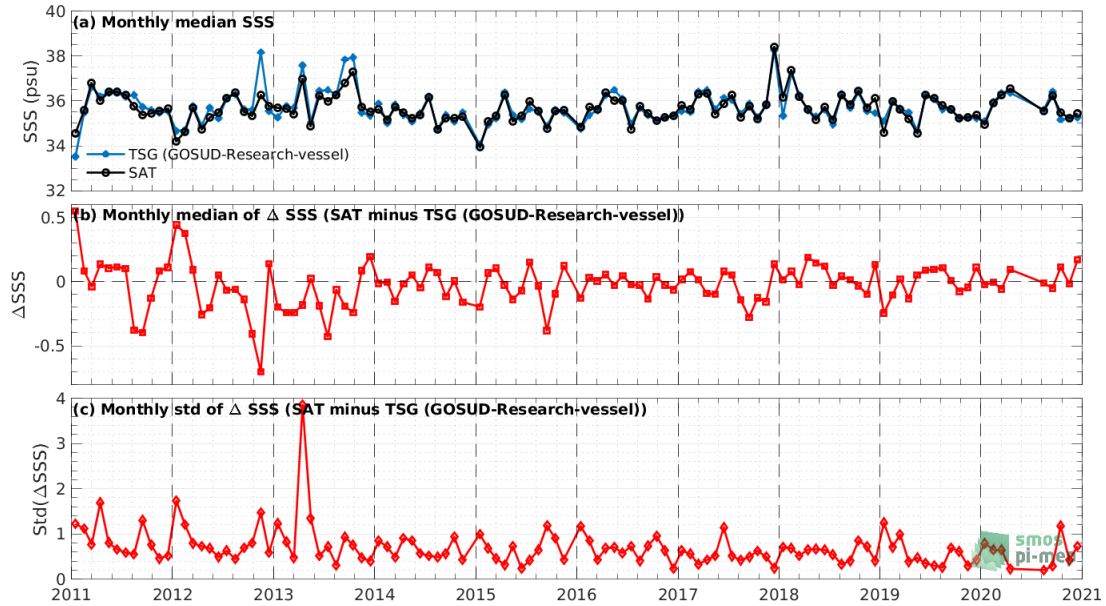 (a) Monthly median SSS
40
38
36
34
32
SSS (psu)
TSG (GOSUD-Research-vessel)
SAT
(b) Monthly median of Δ SSS (SAT minus TSG (GOSUD-Research-vessel))
0.5
0
-0.5
ΔSSS
(c) Monthly std of Δ SSS (SAT minus TSG (GOSUD-Research-vessel))
4
3
2
1
0
Std(ΔSSS)
smos
pi-mep
2011 2012 2013 2014 2015 2016 2017 2018 2019 2020 2021